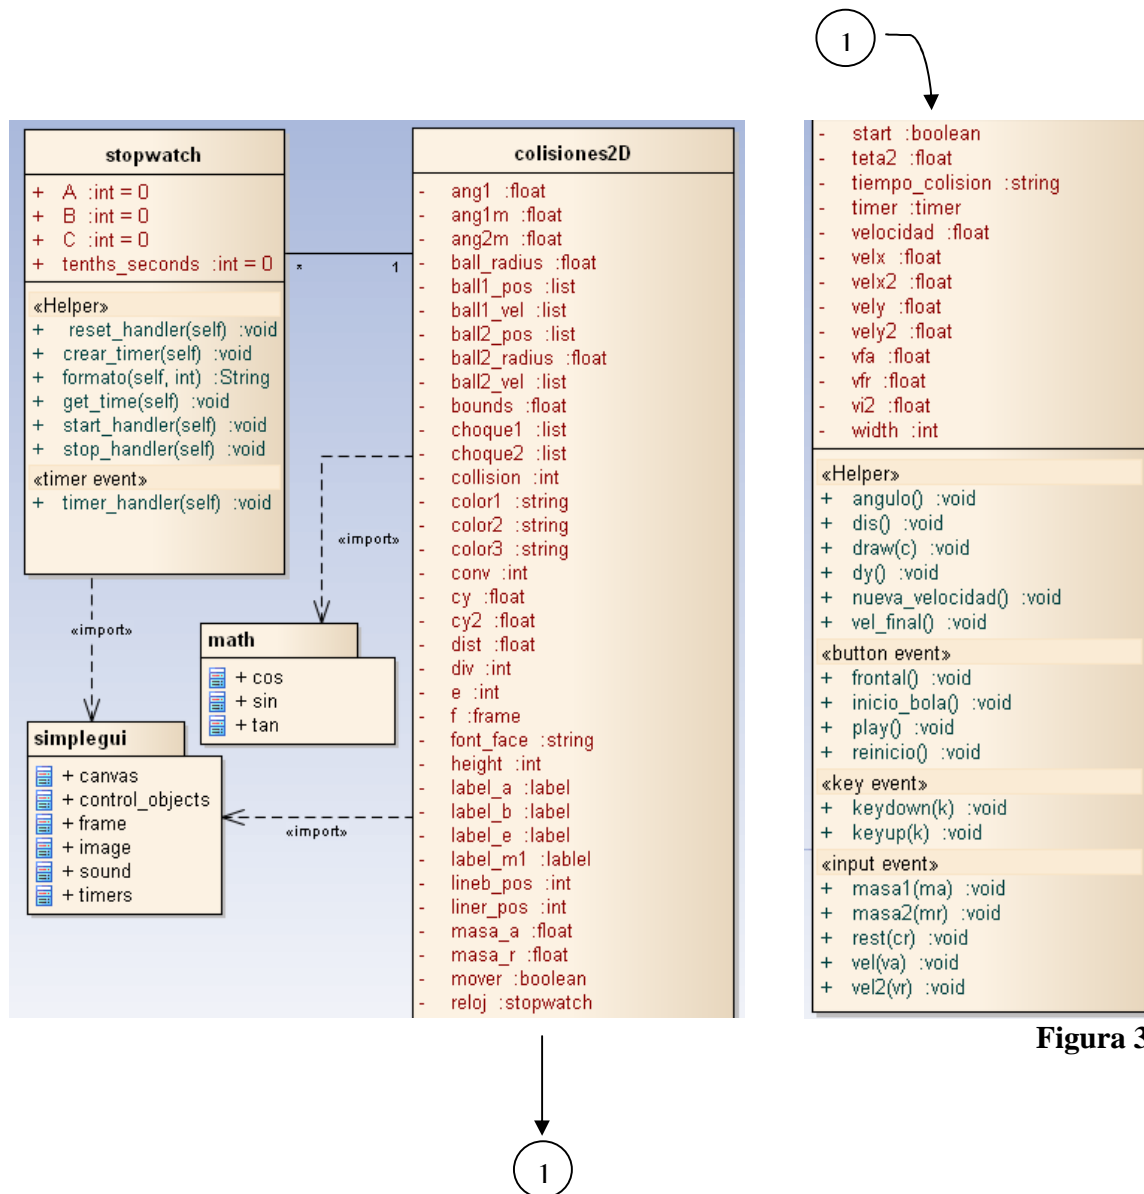 stopwatch
+ A :int = 0
+ B :int = 0
+ C :int = 0
+ tenths_seconds :int = 0
«Helper»
+ reset_handler(self) :void
+ crear_timer(self) :void
+ formato(self, int) :String
+ get_time(self) :void
+ start_handler(self) :void
+ stop_handler(self) :void
«timer event»
+ timer_handler(self) :void
* 1
«import»
simplegui
+ canvas
+ control_objects
+ frame
+ image
+ sound
+ timers
«import»
math
+ cos
+ sin
+ tan
«import»
colisiones2D
- ang1 :float
- ang1m :float
- ang2m :float
- ball_radius :float
- ball1_pos :list
- ball1_vel :list
- ball2_pos :list
- ball2_radius :float
- ball2_vel :list
- bounds :float
- choque1 :list
- choque2 :list
- collision :int
- color1 :string
- color2 :string
- color3 :string
- conv :int
- cy :float
- cy2 :float
- dist :float
- div :int
- e :int
- f :frame
- font_face :string
- height :int
- label_a :label
- label_b :label
- label_e :label
- label_m1 :lablel
- lineb_pos :int
- liner_pos :int
- masa_a :float
- masa_r :float
- mover :boolean
- reloj :stopwatch
1
1
- start :boolean
- teta2 :float
- tiempo_colision :string
- timer :timer
- velocidad :float
- velx :float
- velx2 :float
- vely :float
- vely2 :float
- vfa :float
- vfr :float
- vi2 :float
- width :int
«Helper»
+ angulo() :void
+ dis() :void
+ draw(c) :void
+ dy() :void
+ nueva_velocidad() :void
+ vel_final() :void
«button event»
+ frontal() :void
+ inicio_bola() :void
+ play() :void
+ reinicio() :void
«key event»
+ keydown(k) :void
+ keyup(k) :void
«input event»
+ masa1(ma) :void
+ masa2(mr) :void
+ rest(cr) :void
+ vel(va) :void
+ vel2(vr) :void
Figura 3